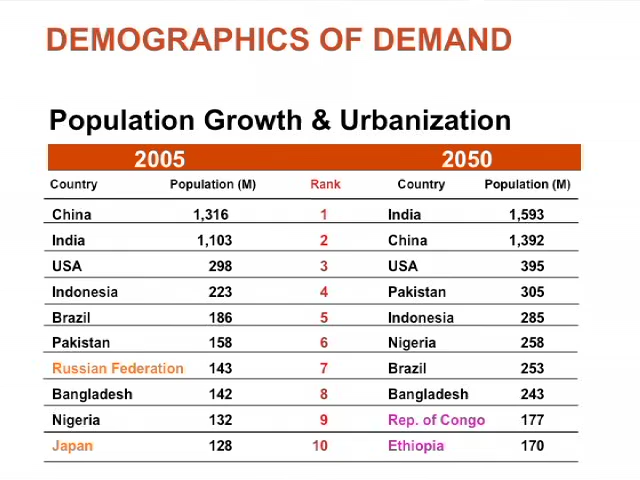 DEMOGRAPHICS OF DEMAND
Population Growth & Urbanization
2005 2050
Country Population (M) Rank Country Population (M)
China 1,316 1 India 1,593
India 1,103 2 China 1,392
USA 298 3 USA 395
Indonesia 223 4 Pakistan 305
Brazil 186 5 Indonesia 285
Pakistan 158 6 Nigeria 258
Russian Federation 143 7 Brazil 253
Bangladesh 142 8 Bangladesh 243
Nigeria 132 9 Rep. of Congo 177
Japan 128 10 Ethiopia 170